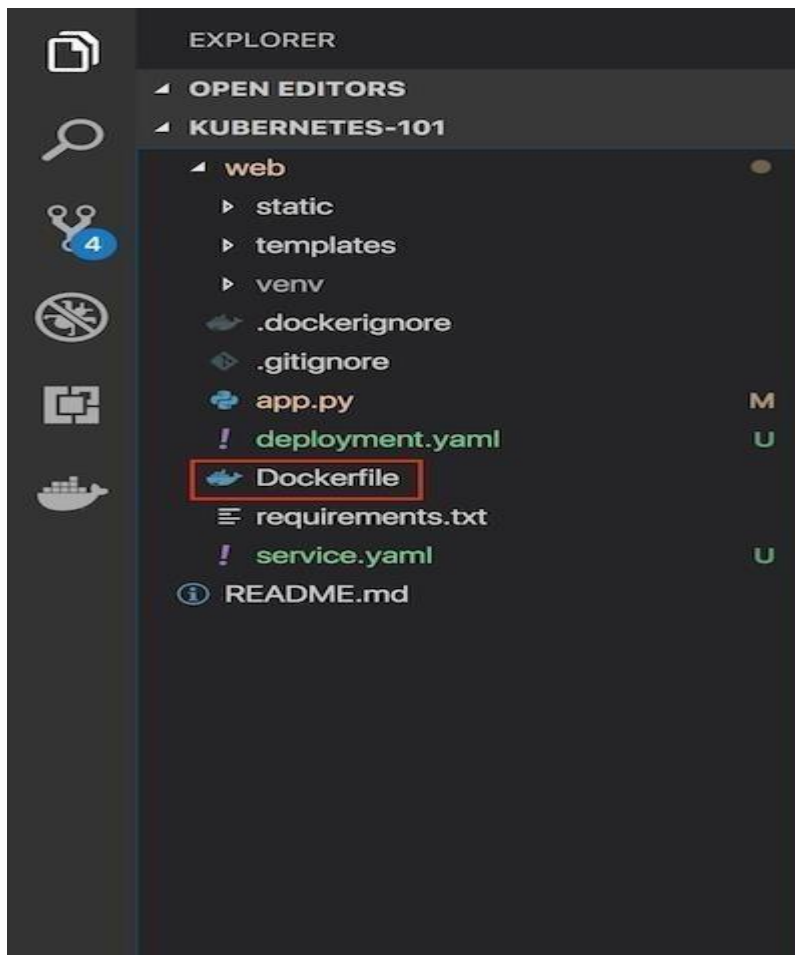 EXPLORER
OPEN EDITORS
KUBERNETES-101
web
static
templates
4
venv
.dockerignore
.gitignore
app.py M
deployment.yaml U
Dockerfile
requirements.txt
service.yaml U
README.md